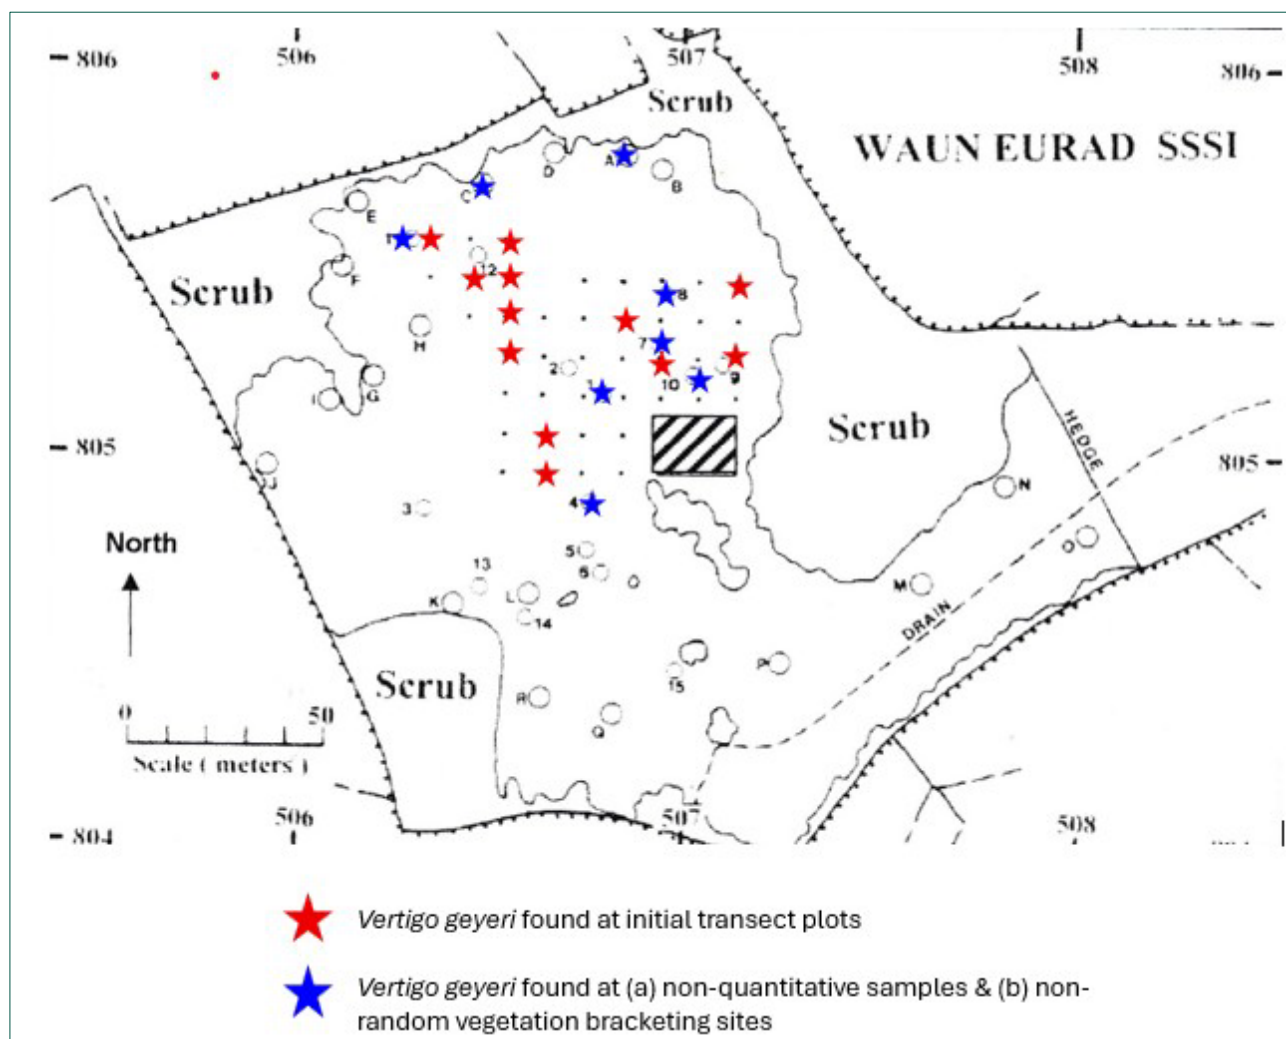 806
506
507
508
806
Scrub
WAUN EURAD SSSI
D
A
B
C
E
12
F
Scrub
8
H
7
2
10
9
1
G
I
Scrub
HEDGE
805
805
J
N
4
3
North
O
5
6
13
M
K
L
DRAIN
14
P
Scrub
15
R
0
50
Q
Scale ( meters )
506
507
508
804
Vertigo geyeri found at initial transect plots
Vertigo geyeri found at (a) non-quantitative samples & (b) non-
random vegetation bracketing sites